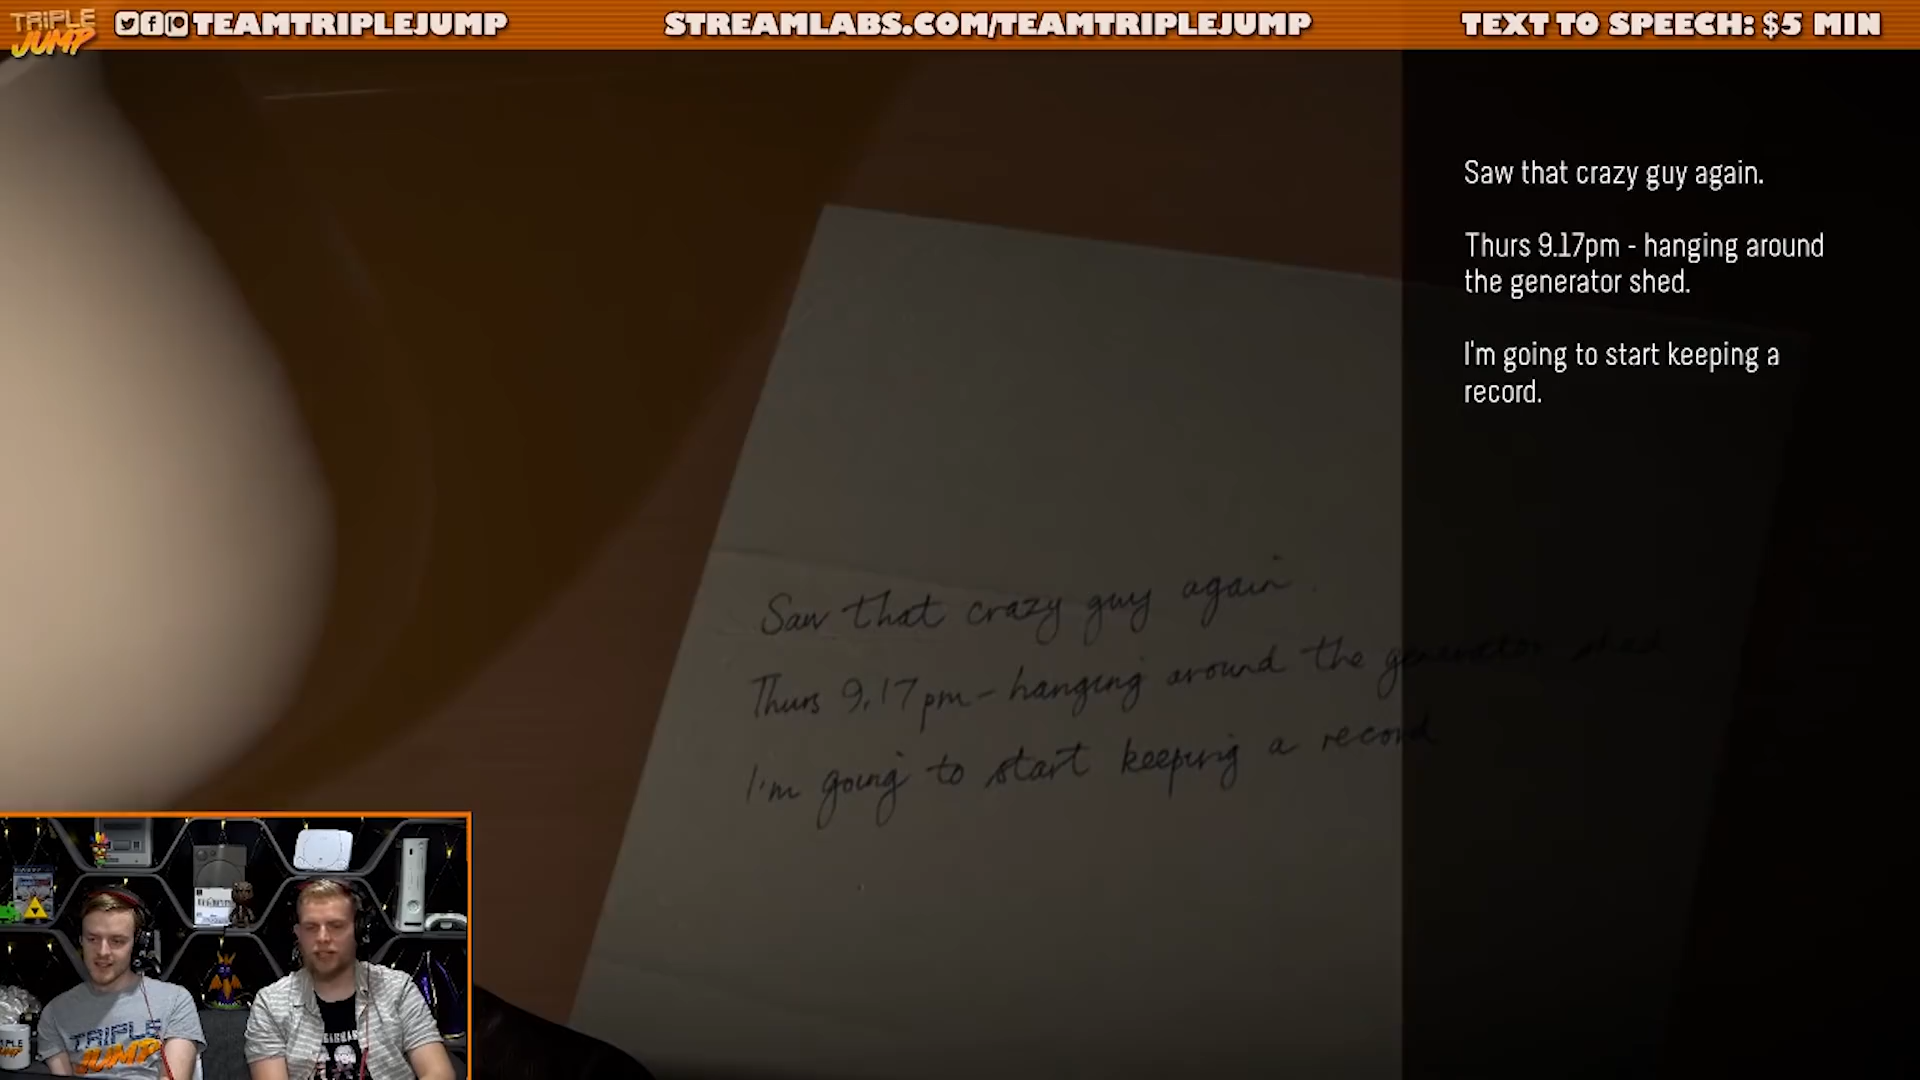 TRIPLE JUMP
TEAMTRIPLEJUMP
STREAMLABS.COM/TEAMTRIPLEJUMP
TEXT TO SPEECH: $5 MIN
Saw that crazy guy again.
Thurs 9.17pm - hanging around
the generator shed.
I'm going to start keeping a
record.
Saw that crazy guy again.
Thurs 9.17pm - hanging around the generator shed
I'm going to start keeping a record
TRIPLE
JUMP